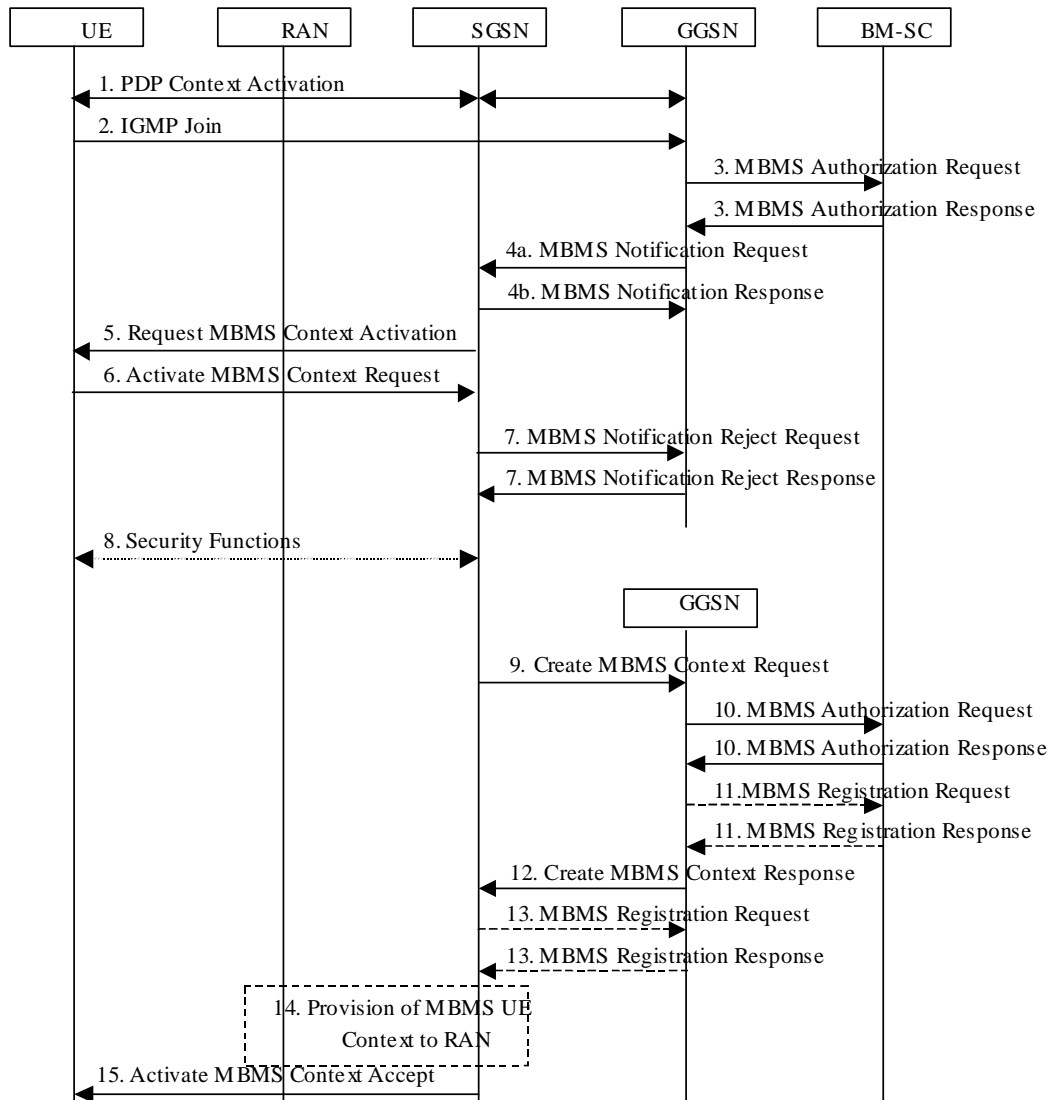 UE
RAN
SGSN
GGSN
BM-SC
1. PDP Context Activation
2. IGMP Join
3. MBMS Authorization Request
3. MBMS Authorization Response
4a. MBMS Notification Request
4b. MBMS Notification Response
5. Request MBMS Context Activation
6. Activate MBMS Context Request
7. MBMS Notification Reject Request
7. MBMS Notification Reject Response
8. Security Functions
GGSN
9. Create MBMS Context Request
10. MBMS Authorization Request
10. MBMS Authorization Response
11.MBMS Registration Request
11. MBMS Registration Response
12. Create MBMS Context Response
13. MBMS Registration Request
13. MBMS Registration Response
14. Provision of MBMS UE
Context to RAN
15. Activate MBMS Context Accept